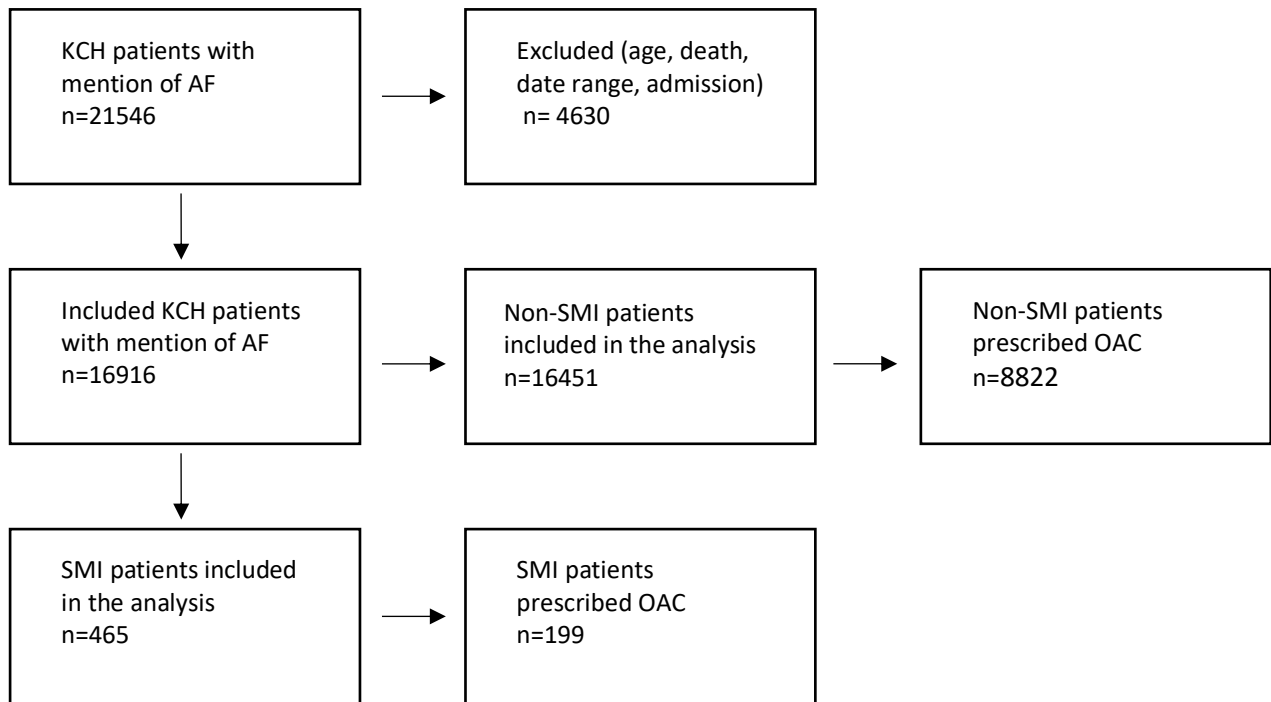 KCH patients with
mention of AF
n=21546
Excluded (age, death,
date range, admission)
n= 4630
Included KCH patients
with mention of AF
n=16916
Non-SMI patients
included in the analysis
n=16451
Non-SMI patients
prescribed OAC
n=8822
SMI patients included
in the analysis
n=465
SMI patients
prescribed OAC
n=199